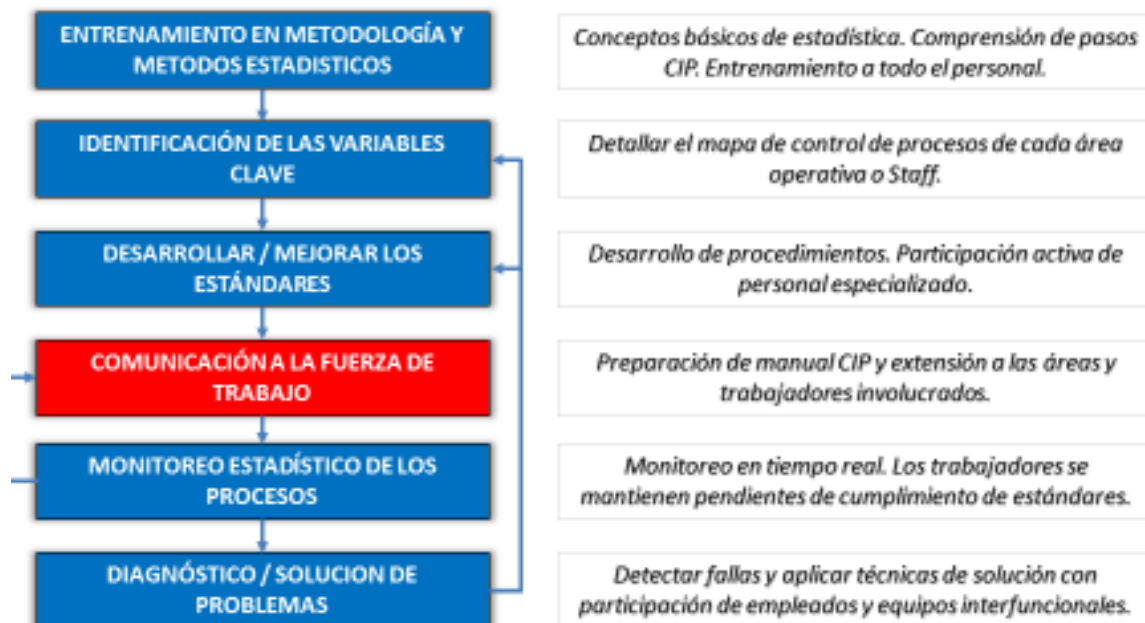 ENTRENAMIENTO EN METODOLOGÍA Y
METODOS ESTADISTICOS
Conceptos básicos de estadística. Comprensión de pasos
CIP. Entrenamiento a todo el personal.
IDENTIFICACIÓN DE LAS VARIABLES
CLAVE
Detallar el mapa de control de procesos de cada área
operativa o Staff.
DESARROLLAR / MEJORAR LOS
ESTÁNDARES
Desarrollo de procedimientos. Participación activa de
personal especializado.
COMUNICACIÓN A LA FUERZA DE
TRABAJO
Preparación de manual CIP y extensión a las áreas y
trabajadores involucrados.
MONITOREO ESTADÍSTICO DE LOS
PROCESOS
Monitoreo en tiempo real. Los trabajadores se
mantienen pendientes de cumplimiento de estándares.
DIAGNÓSTICO / SOLUCION DE
PROBLEMAS
Detectar fallas y aplicar técnicas de solución con
participación de empleados y equipos interfuncionales.